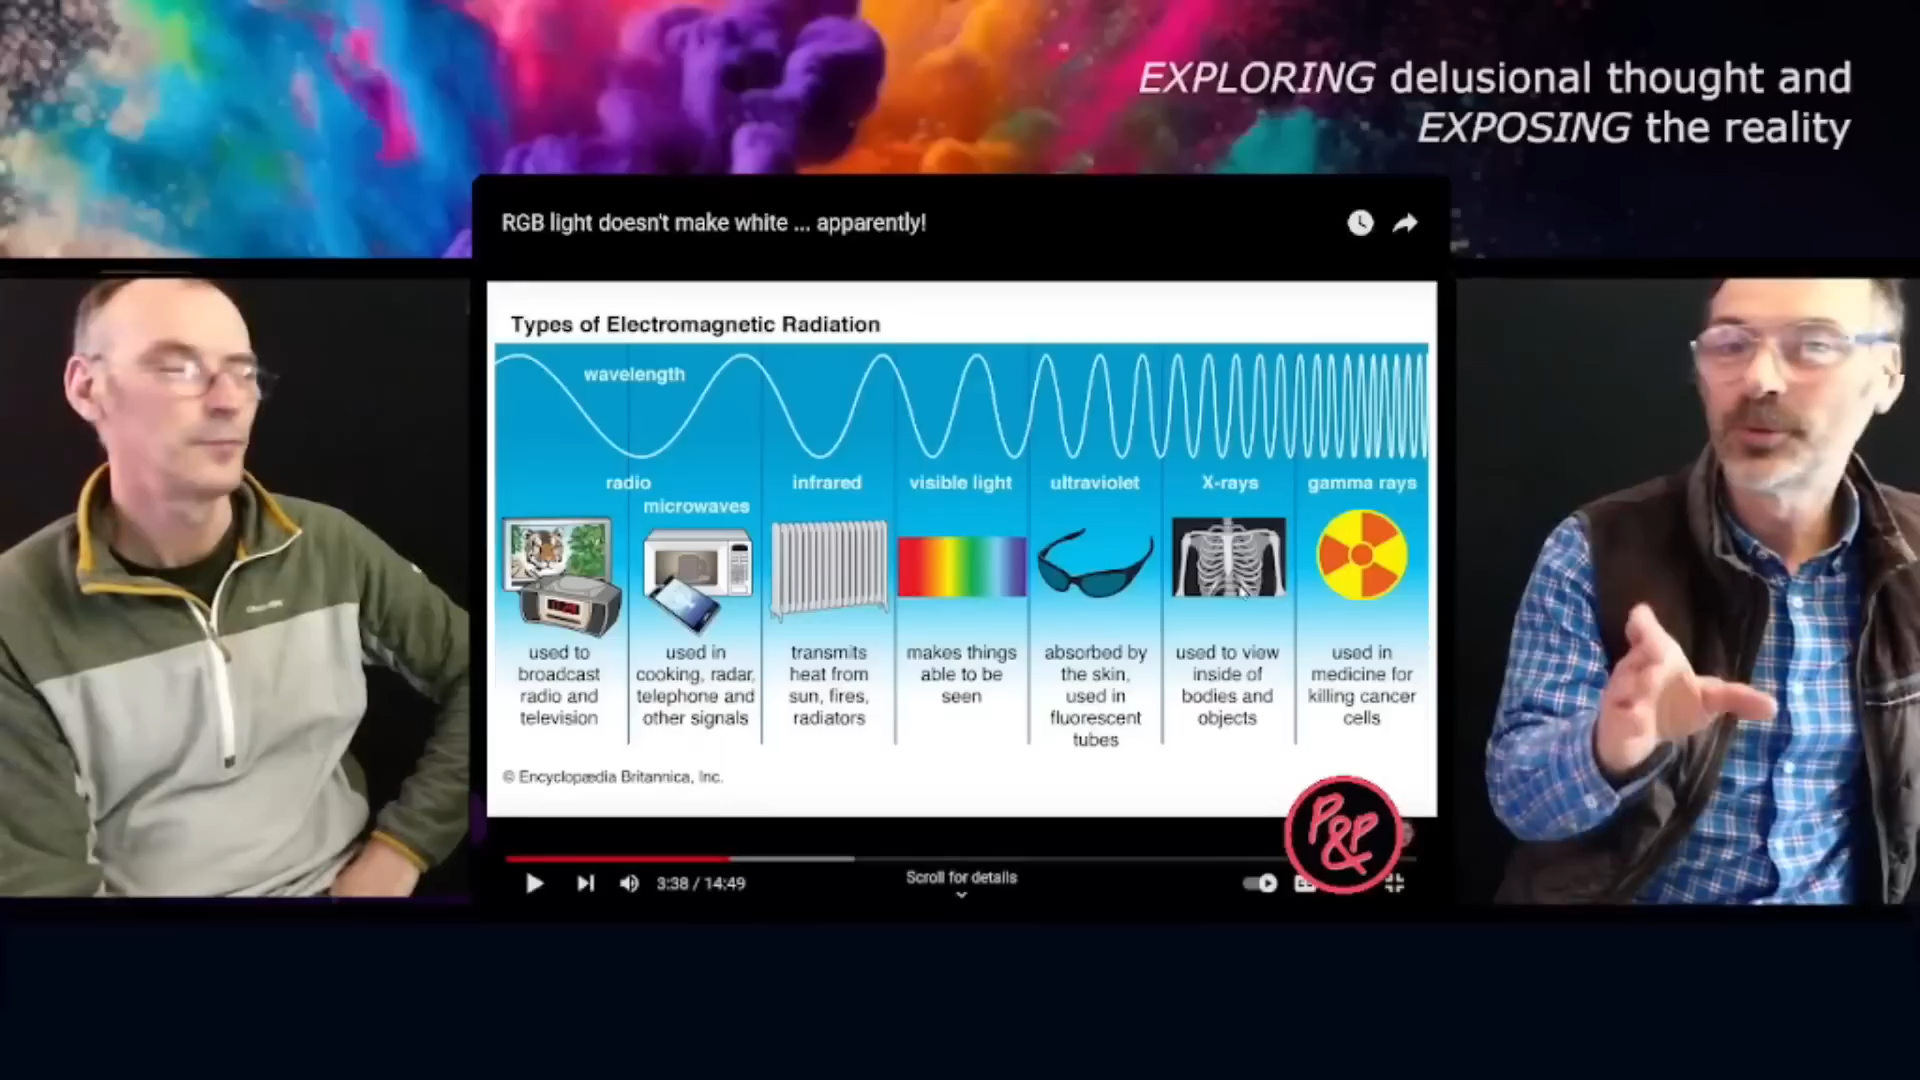 EXPLORING delusional thought and
EXPOSING the reality
RGB light doesn't make white ... apparently!
Types of Electromagnetic Radiation
wavelength
radio
microwaves
infrared
visible light
ultraviolet
X-rays
gamma rays
used to
broadcast
radio and
television
used in
cooking, radar,
telephone and
other signals
transmits
heat from
sun, fires,
radiators
makes things
able to be
seen
absorbed by
the skin,
used in
fluorescent
tubes
used to view
inside of
bodies and
objects
used in
medicine for
killing cancer
cells
© Encyclopædia Britannica, Inc.
P&P
3:38 / 14:49
Scroll for details